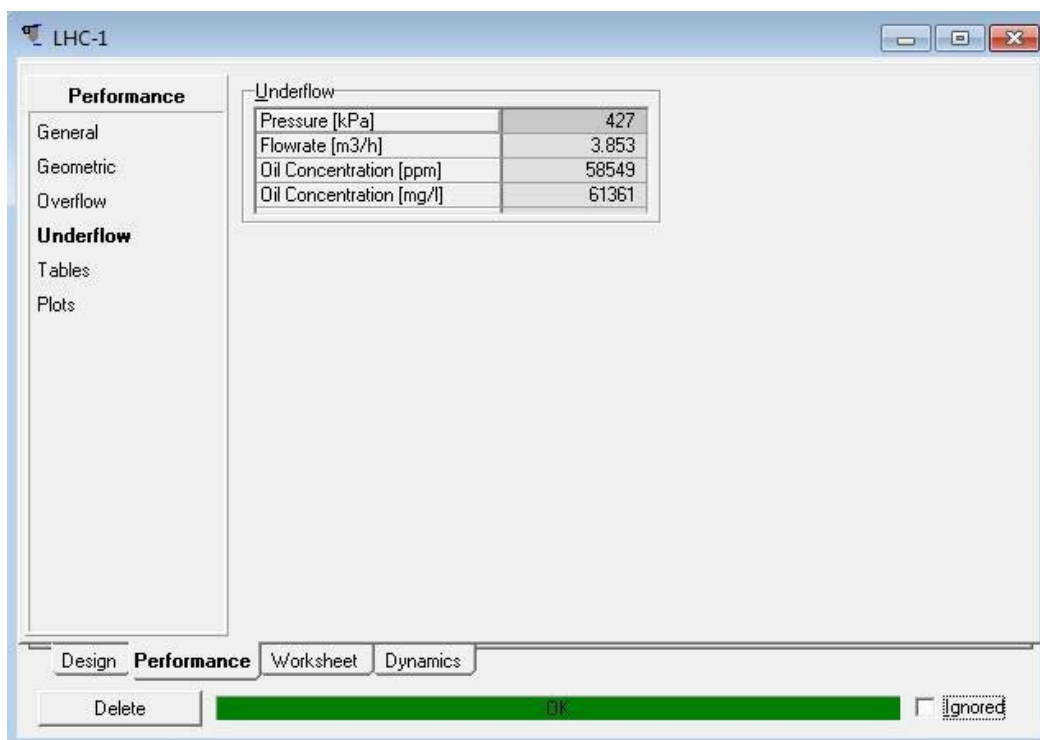 LHC-1
Performance
General
Geometric
Overflow
Underflow
Tables
Plots
Underflow
Pressure [kPa] 427
Flowrate [m3/h] 3.853
Oil Concentration [ppm] 58549
Oil Concentration [mg/l] 61361
Design Performance Worksheet Dynamics
Delete OK Ignored